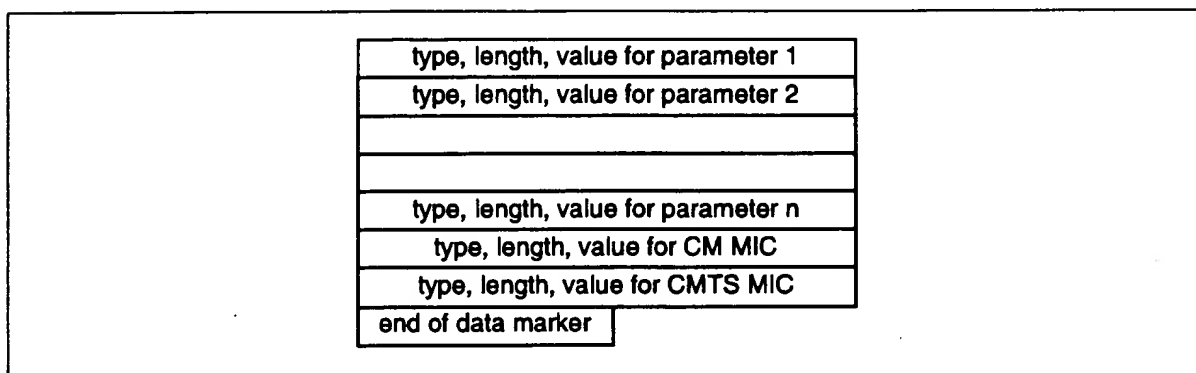 type, length, value for parameter 1
type, length, value for parameter 2
type, length, value for parameter n
type, length, value for CM MIC
type, length, value for CMTS MIC
end of data marker